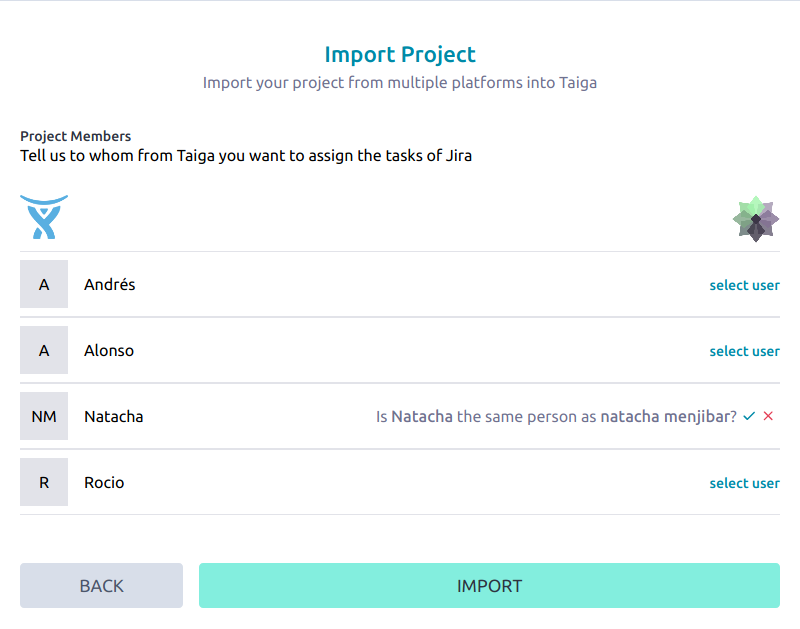 Import Project
Import your project from multiple platforms into Taiga
Project Members
Tell us to whom from Taiga you want to assign the tasks of Jira
A Andrés select user
A Alonso select user
NM Natacha Is Natacha the same person as natacha menjibar?
R Rocio select user
BACK IMPORT